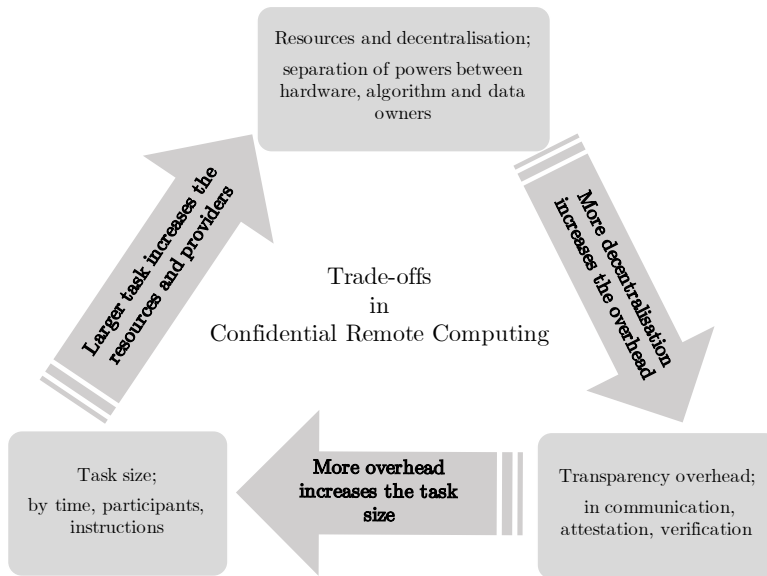 Resources and decentralisation;
separation of powers between
hardware, algorithm and data
owners
Larger task increases the
resources and providers
More decentralisation
increases the overhead
Trade-offs
in
Confidential Remote Computing
Task size;
by time, participants,
instructions
More overhead
increases the task
size
Transparency overhead;
in communication,
attestation, verification